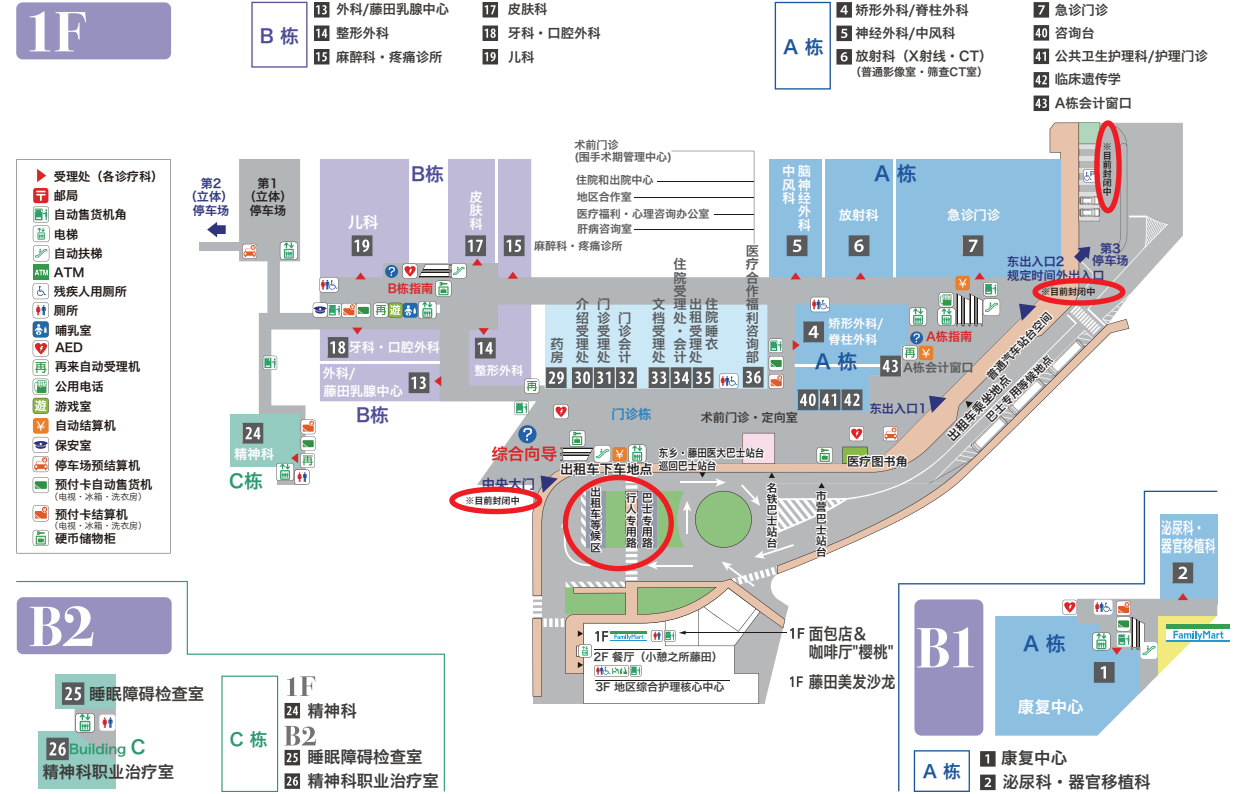 1F
B 栋
13 外科/藤田乳腺中心
14 整形外科
15 麻醉科・疼痛诊所
17 皮肤科
18 牙科・口腔外科
19 儿科
A 栋
4 矫形外科/脊柱外科
5 神经外科/中风科
6 放射科（X射线・CT）
（普通影像室・筛查CT室）
7 急诊门诊
40 咨询台
41 公共卫生护理科/护理门诊
42 临床遗传学
43 A栋会计窗口
受理处（各诊疗科）
邮局
自动售货机角
电梯
自动扶梯
ATM ATM
残疾人用厕所
厕所
哺乳室
AED
再 再来自动受理机
公用电话
遊 游戏室
¥ 自动结算机
保安室
停车场预结算机
预付卡自动售货机
（电视・冰箱・洗衣房）
预付卡结算机
（电视・冰箱・洗衣房）
硬币储物柜
第2
（立体）
停车场
第1
（立体）
停车场
B栋
儿科
19
皮肤科
17
15
麻醉科・疼痛诊所
? B栋指南
再 遊
18 牙科・口腔外科
外科/
藤田乳腺中心 13
B栋
14
整形外科
再
24
精神科
C栋
再
术前门诊
(围手术期管理中心)
住院和出院中心
地区合作室
医疗福利・心理咨询办公室
肝病咨询室
药房
29
介绍受理处
30
门诊受理处
31
门诊会计
32
文档受理处
33
住院受理处・会计
34
出租受理处
住院睡衣
35
医疗合作福利咨询部
36
A 栋
脑神经外科
中风科
5
放射科
6
急诊门诊
7
4 矫形外科/
脊柱外科
A 栋
40 41 42
43 A栋会计窗口
? A栋指南
再 ¥
¥
东出入口2
规定时间外出入口
※目前封闭中
第3
停车场
※目前封闭中
东出入口1
普通汽车站台空间
出租车乘坐地点
巴士专用等候地点
门诊栋
术前门诊・定向室
?
综合向导
¥
中央大门
※目前封闭中
出租车下车地点
东乡・藤田医大巴士站台
巡回巴士站台
医疗图书角
出租车等候区
行人专用路
巴士专用路
名铁巴士站台
市营巴士站台
1F FamilyMart
2F 餐厅（小憩之所藤田）
3F 地区综合护理核心中心
1F 面包店＆
咖啡厅"樱桃"
1F 藤田美发沙龙
B2
25 睡眠障碍检查室
26 Building C
精神科职业治疗室
C 栋
1F
24 精神科
B2
25 睡眠障碍检查室
26 精神科职业治疗室
B1
泌尿科・
器官移植科
2
FamilyMart
A 栋
1
康复中心
A 栋
1 康复中心
2 泌尿科・器官移植科